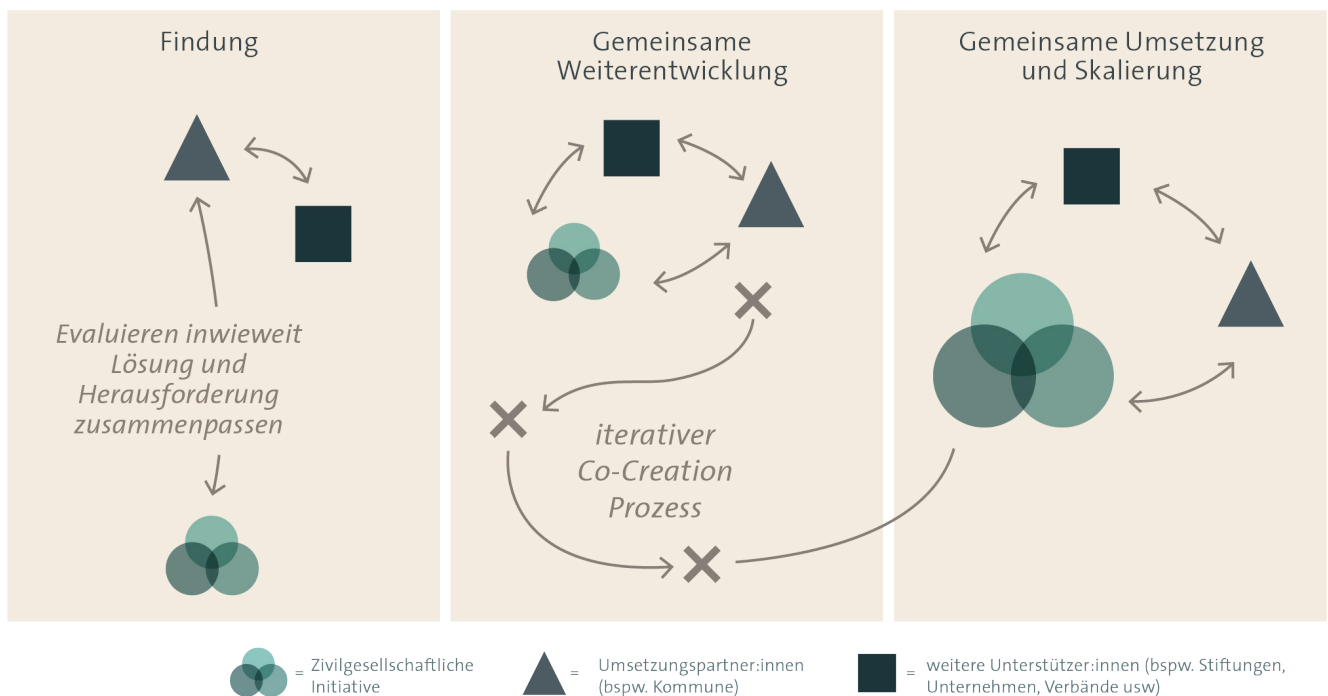 Findung
Evaluieren inwieweit
Lösung und
Herausforderung
zusammenpassen
Gemeinsame
Weiterentwicklung
iterativer
Co-Creation
Prozess
Gemeinsame Umsetzung
und Skalierung
= Zivilgesellschaftliche
Initiative
= Umsetzungspartner:innen
(bspw. Kommune)
= weitere Unterstützer:innen (bspw. Stiftungen,
Unternehmen, Verbände usw)